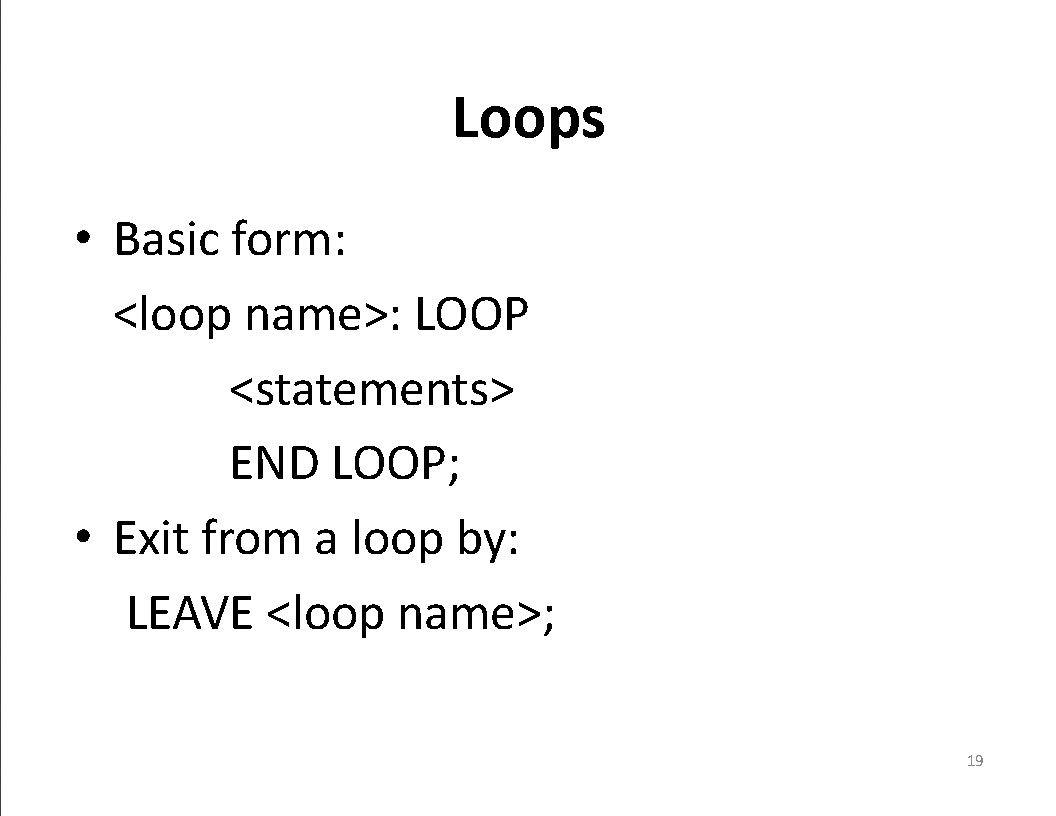 Loops
• Basic form:
<loop name>: LOOP
<statements>
END LOOP;
• Exit from a loop by:
LEAVE <loop name>;
19